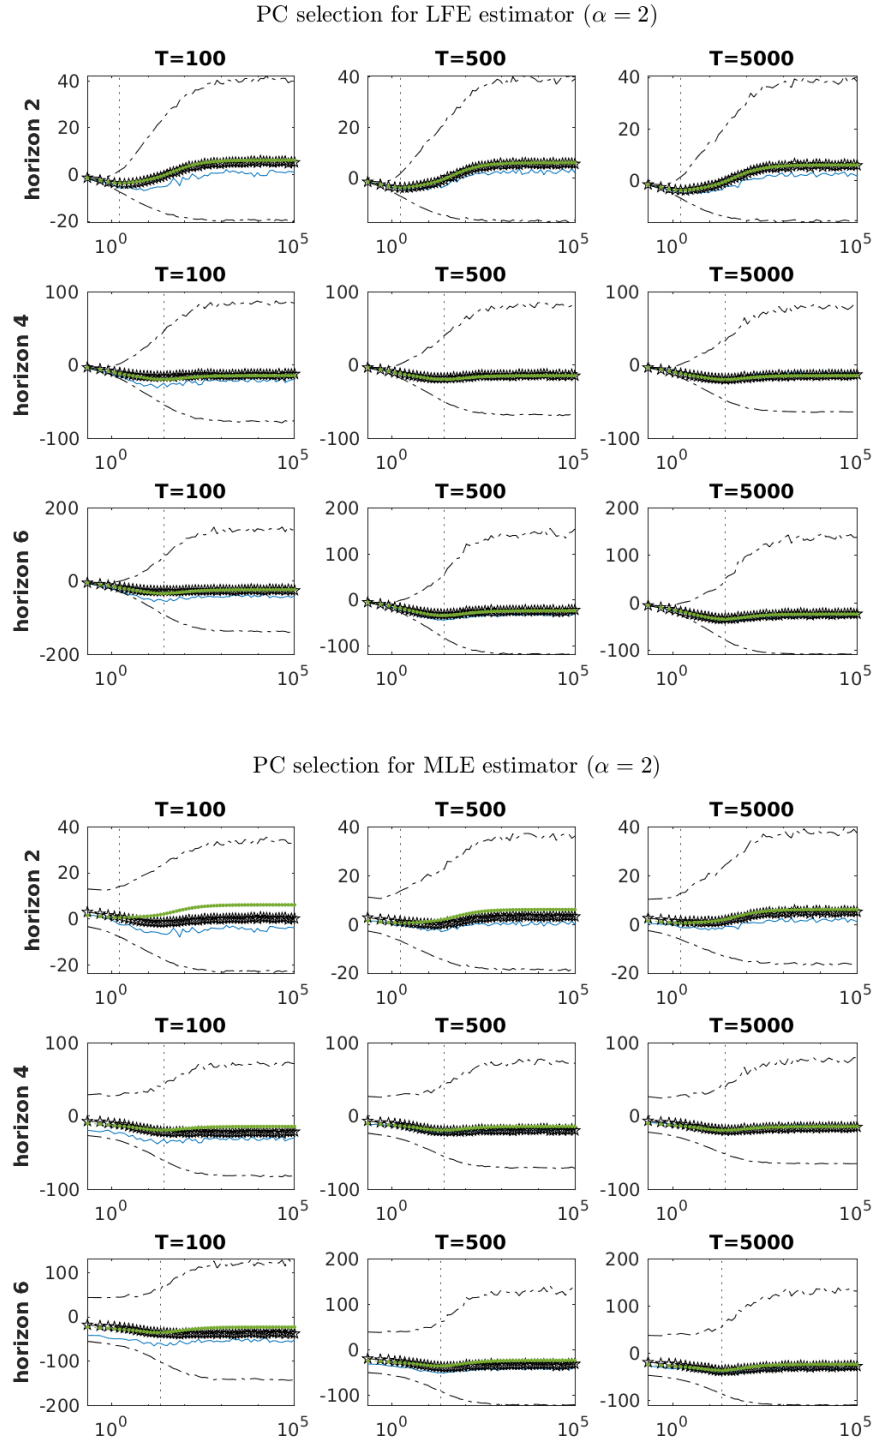 PC selection for LFE estimator (α = 2)
T=100 T=500 T=5000
horizon 2
40 20 0 -20
40 20 0
40 20 0
10^0 10^5 10^0 10^5 10^0 10^5
T=100 T=500 T=5000
horizon 4
100 0 -100
100 0 -100
100 0 -100
10^0 10^5 10^0 10^5 10^0 10^5
T=100 T=500 T=5000
horizon 6
200 0 -200
200 100 0 -100
200 100 0 -100
10^0 10^5 10^0 10^5 10^0 10^5
PC selection for MLE estimator (α = 2)
T=100 T=500 T=5000
horizon 2
40 20 0 -20
40 20 0 -20
40 20 0 -20
10^0 10^5 10^0 10^5 10^0 10^5
T=100 T=500 T=5000
horizon 4
100 0 -100
100 0 -100
100 0 -100
10^0 10^5 10^0 10^5 10^0 10^5
T=100 T=500 T=5000
horizon 6
100 0 -100 -200
200 100 0 -100
200 100 0 -100
10^0 10^5 10^0 10^5 10^0 10^5